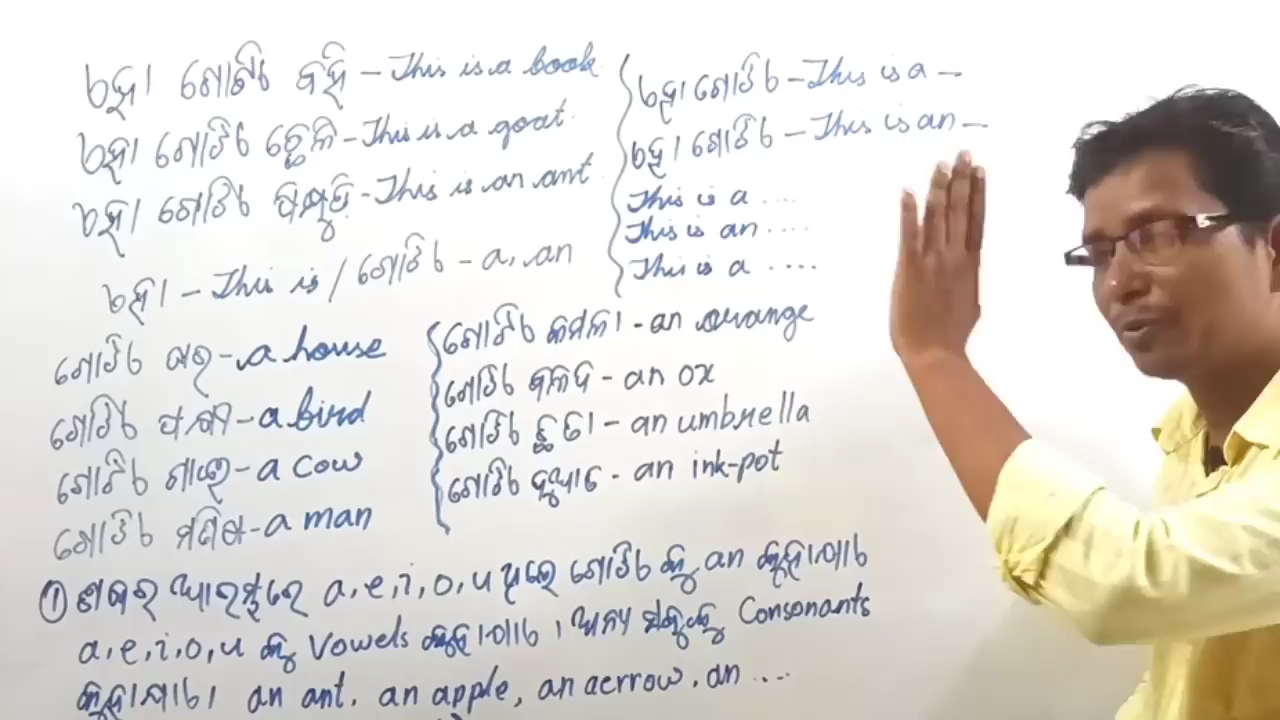 ଏହା ଗୋଟିଏ ବହି – This is a book
ଏହା ଗୋଟିଏ ଛେଳି – This is a goat.
ଏହା ଗୋଟିଏ ପିମ୍ପୁଡ଼ି – This is an ant
ଏହା – This is / ଗୋଟିଏ – a, an
ଏହା ଗୋଟିଏ – This is a –
ଏହା ଗୋଟିଏ – This is an –
This is a ....
This is an ....
This is a ....
ଗୋଟିଏ ଘର – a house
ଗୋଟିଏ ପକ୍ଷୀ – a bird
ଗୋଟିଏ ଗାଈ – a cow
ଗୋଟିଏ ମଣିଷ – a man
ଗୋଟିଏ କମଳା – an orange
ଗୋଟିଏ ବଳଦ – an ox
ଗୋଟିଏ ଛତା – an umbrella
ଗୋଟିଏ ଦୁଆତ – an ink-pot
① ଶବ୍ଦର ଆରମ୍ଭରେ a, e, i, o, u ଥିଲେ ଗୋଟିଏ କୁ an କୁହାଯାଏ
a, e, i, o, u କୁ Vowels କୁହାଯାଏ । ଅନ୍ୟ ସବୁକୁ Consonants
କୁହାଯାଏ। an ant, an apple, an aerrow, an ...